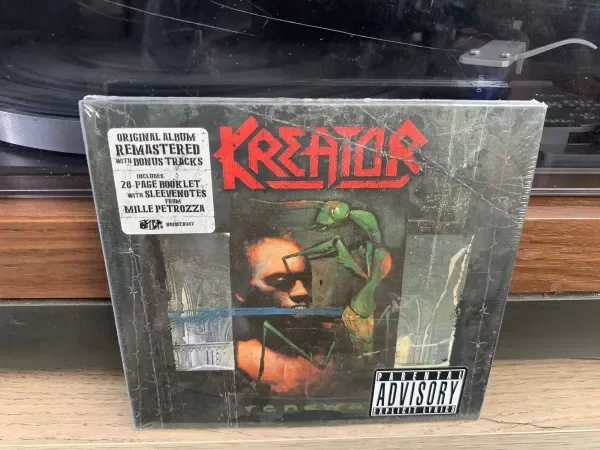 ORIGINAL ALBUM
REMASTERED
WITH BONUS TRACKS
INCLUDES
20-PAGE BOOKLET
WITH SLEEVENOTES
FROM
MILLE PETROZZA
KREATOR
renewal
PARENTAL
ADVISORY
EXPLICIT LYRICS